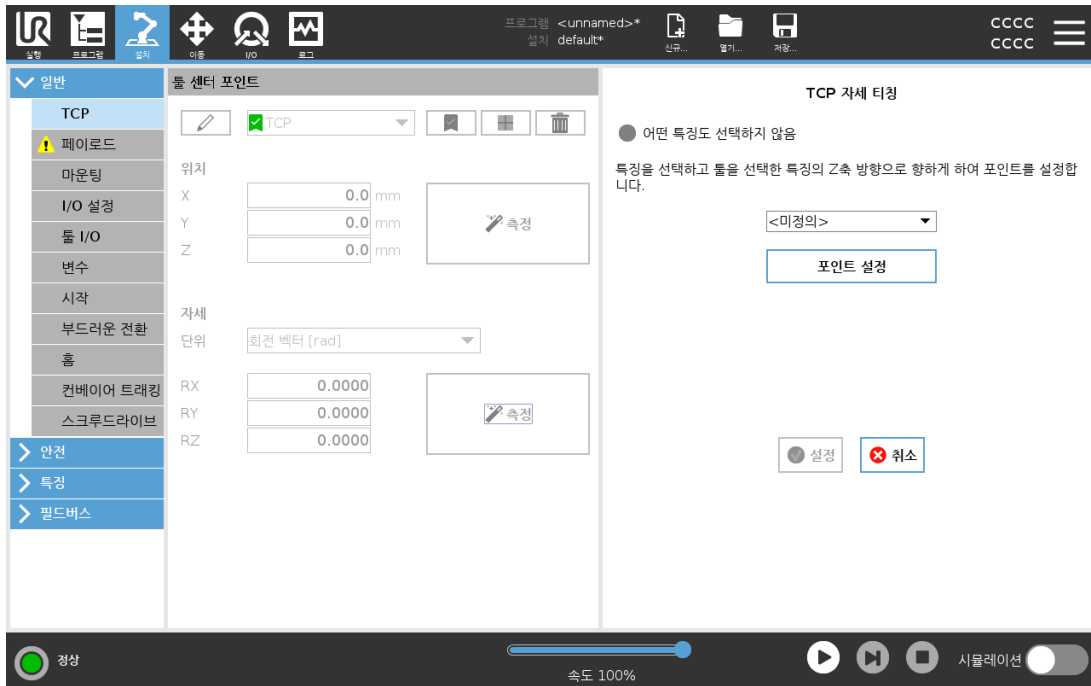 UR
실행
프로그램
설치
이동
I/O
로그
프로그램 <unnamed>*
설치 default*
신규...
열기...
저장...
CCCC
CCCC
일반
TCP
페이로드
마운팅
I/O 설정
툴 I/O
변수
시작
부드러운 전환
홈
컨베이어 트래킹
스크루드라이브
안전
특징
필드버스
툴 센터 포인트
TCP
위치
X 0.0 mm
Y 0.0 mm
Z 0.0 mm
측정
자세
단위 회전 벡터 [rad]
RX 0.0000
RY 0.0000
RZ 0.0000
측정
TCP 자세 티칭
어떤 특징도 선택하지 않음
특징을 선택하고 툴을 선택한 특징의 Z축 방향으로 향하게 하여 포인트를 설정합
니다.
<미정의>
포인트 설정
설정
취소
정상
속도 100%
시뮬레이션